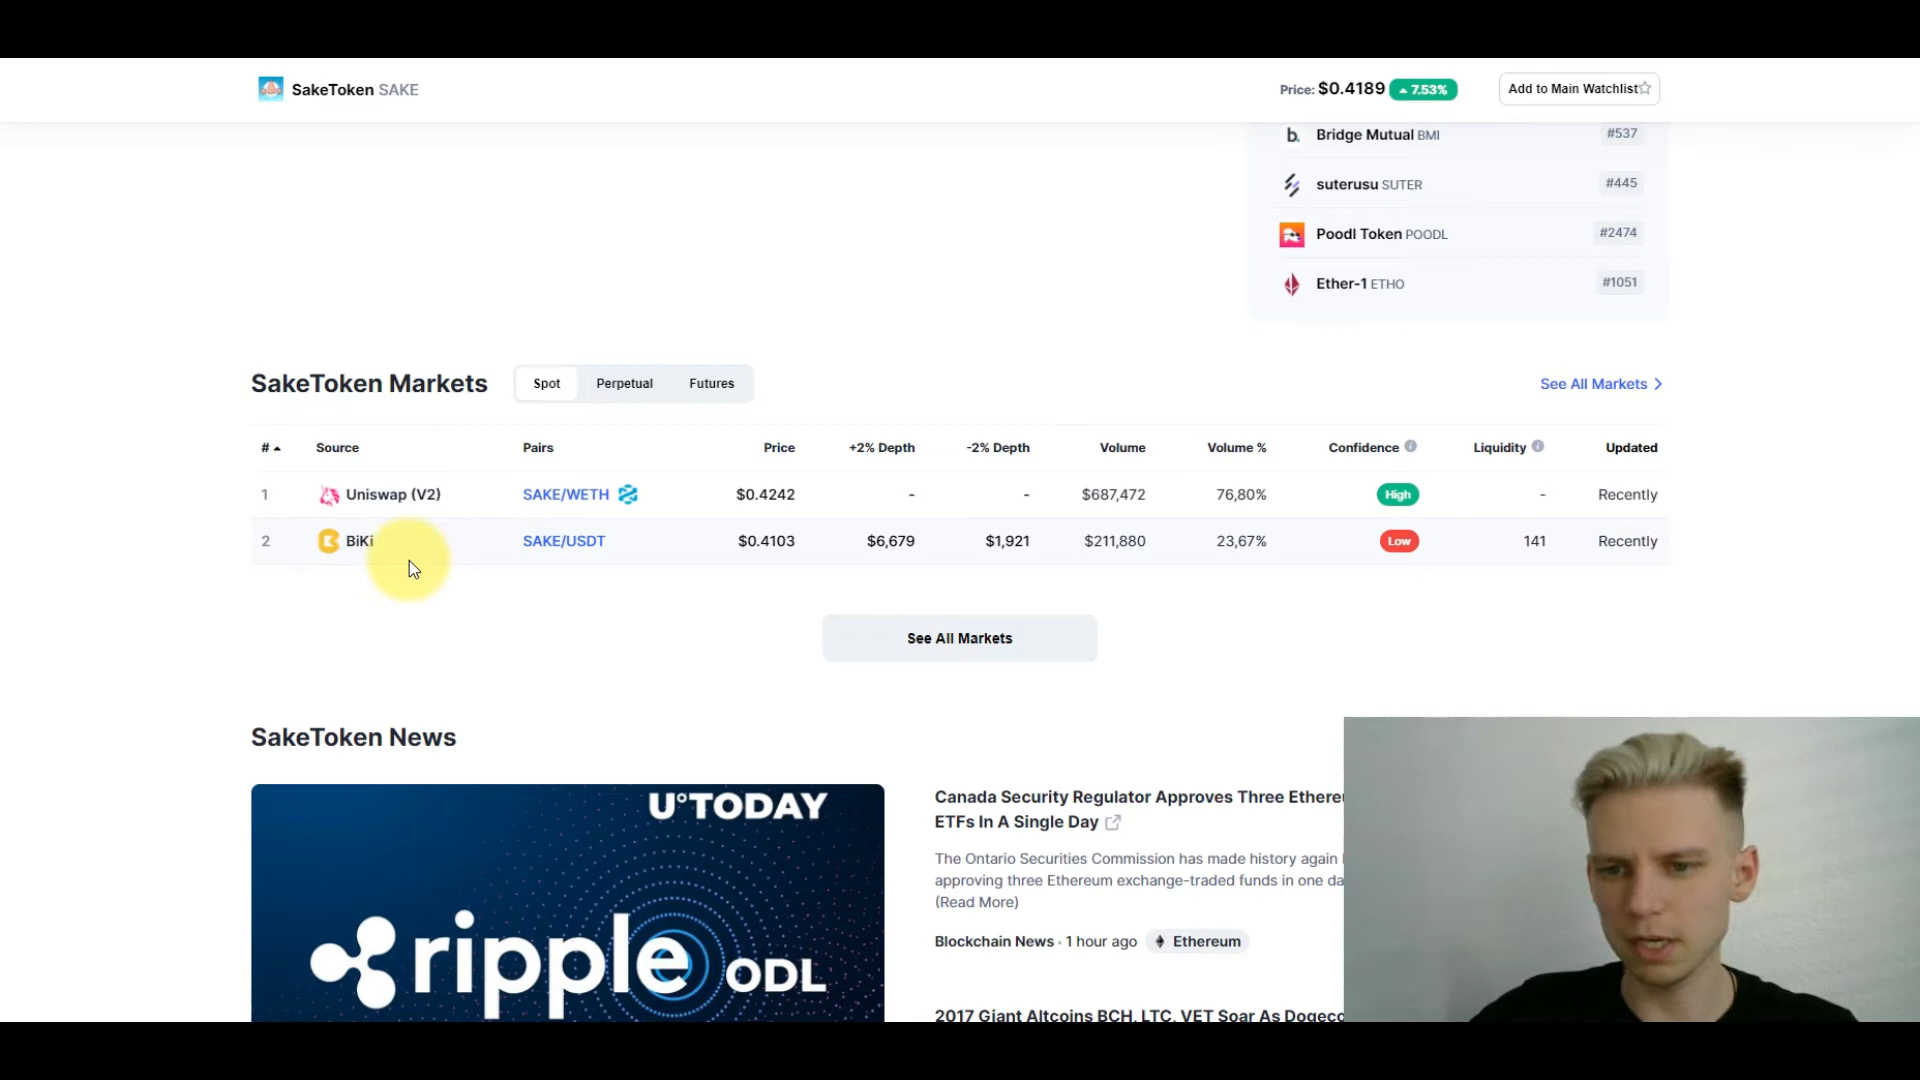 SakeToken SAKE
Price: $0.4189 7.53%
Add to Main Watchlist
b. Bridge Mutual BMI #537
suterusu SUTER #445
Poodl Token POODL #2474
Ether-1 ETHO #1051
SakeToken Markets Spot Perpetual Futures See All Markets
# Source Pairs Price +2% Depth -2% Depth Volume Volume % Confidence Liquidity Updated
1 Uniswap (V2) SAKE/WETH $0.4242 - - $687,472 76,80% High - Recently
2 BiKi SAKE/USDT $0.4103 $6,679 $1,921 $211,880 23,67% Low 141 Recently
See All Markets
SakeToken News
U°TODAY
ripple ODL
Canada Security Regulator Approves Three Ethere
ETFs In A Single Day
The Ontario Securities Commission has made history again
approving three Ethereum exchange-traded funds in one da
(Read More)
Blockchain News · 1 hour ago Ethereum
2017 Giant Altcoins BCH, LTC, VET Soar As Dogeco